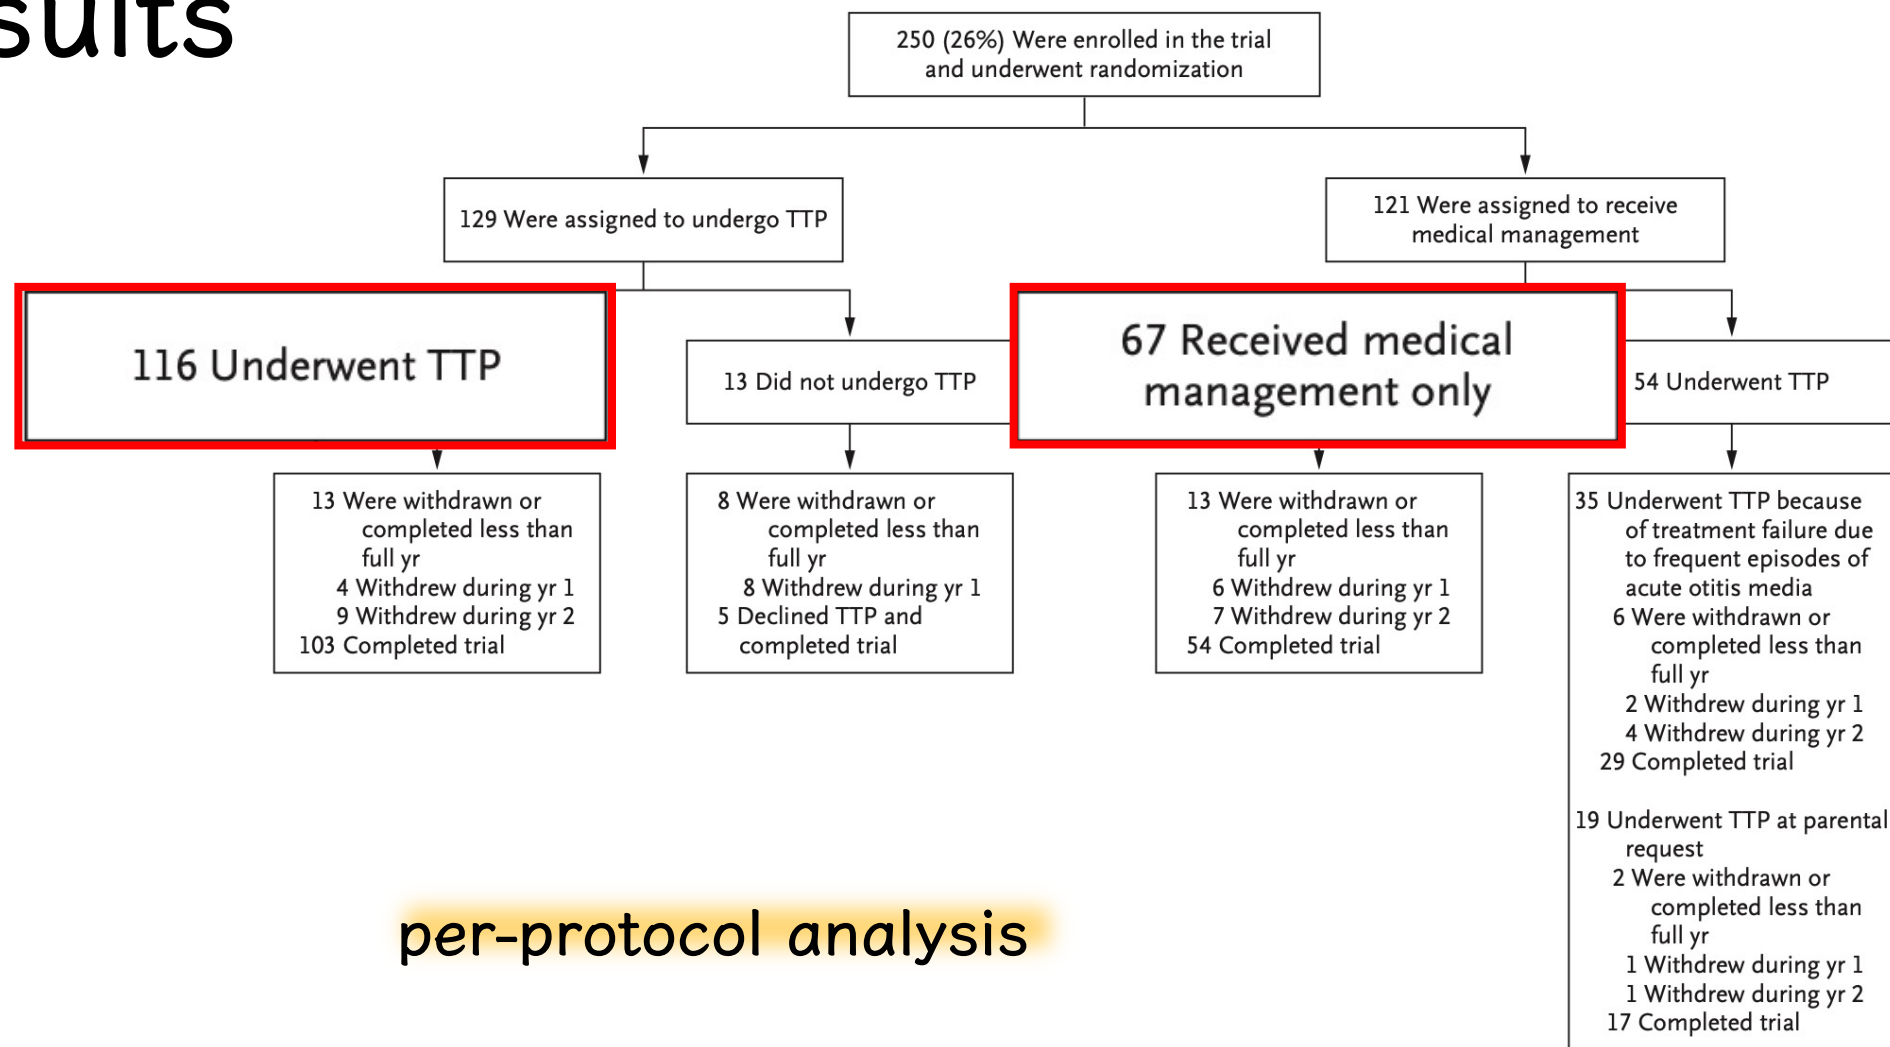 sults
250 (26%) Were enrolled in the trial
and underwent randomization
129 Were assigned to undergo TTP
121 Were assigned to receive
medical management
116 Underwent TTP
13 Did not undergo TTP
67 Received medical
management only
54 Underwent TTP
13 Were withdrawn or
completed less than
full yr
4 Withdrew during yr 1
9 Withdrew during yr 2
103 Completed trial
8 Were withdrawn or
completed less than
full yr
8 Withdrew during yr 1
5 Declined TTP and
completed trial
13 Were withdrawn or
completed less than
full yr
6 Withdrew during yr 1
7 Withdrew during yr 2
54 Completed trial
35 Underwent TTP because
of treatment failure due
to frequent episodes of
acute otitis media
6 Were withdrawn or
completed less than
full yr
2 Withdrew during yr 1
4 Withdrew during yr 2
29 Completed trial
19 Underwent TTP at parental
request
2 Were withdrawn or
completed less than
full yr
1 Withdrew during yr 1
1 Withdrew during yr 2
17 Completed trial
per-protocol analysis